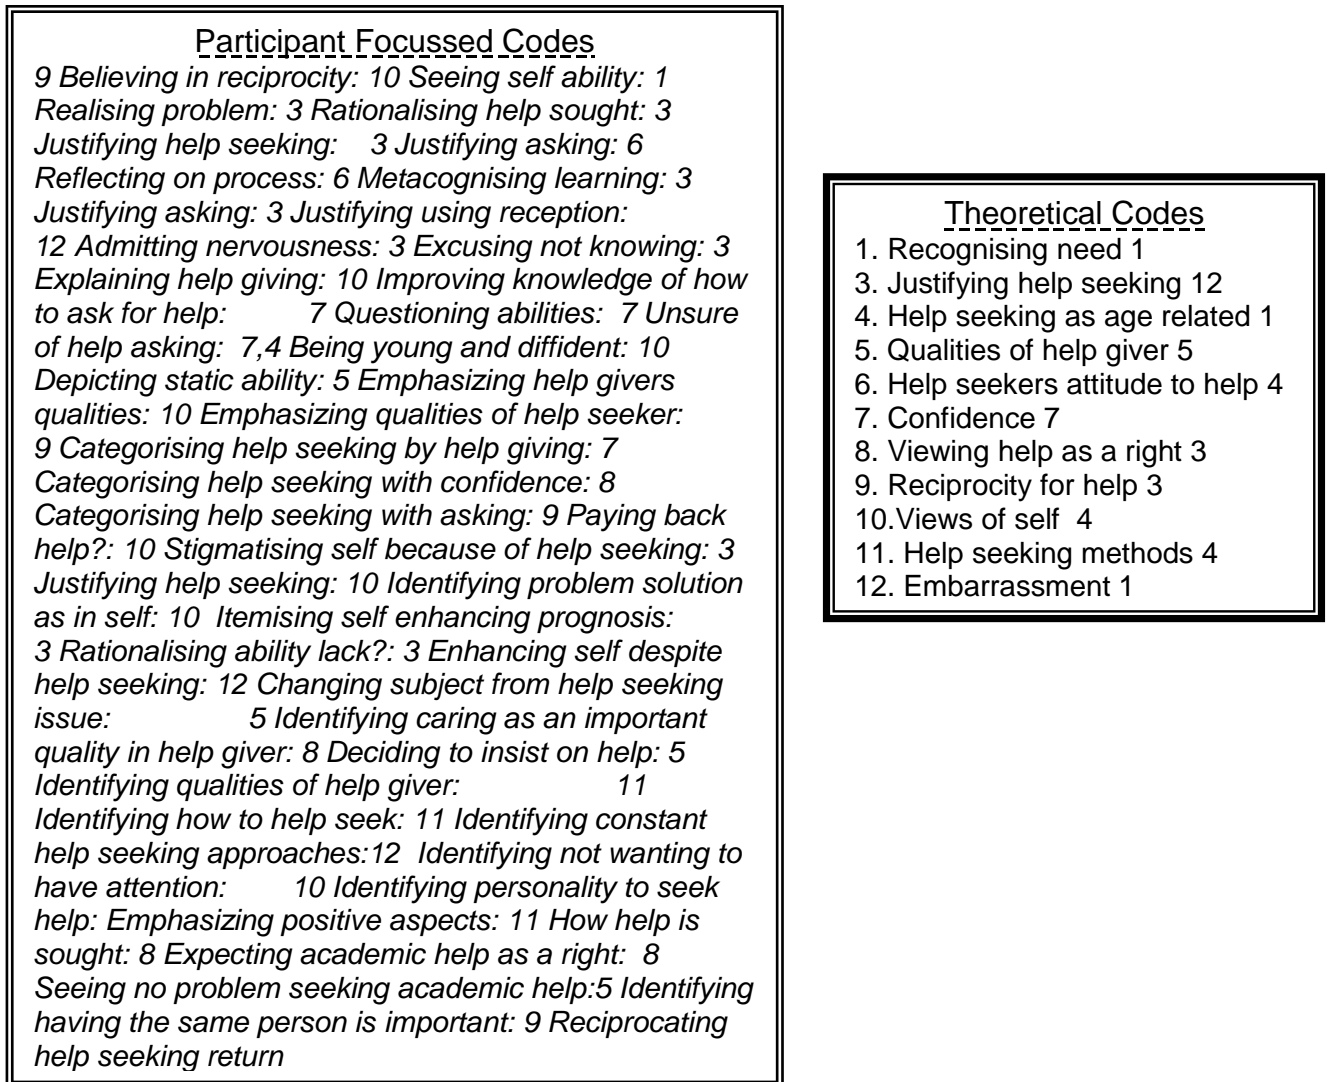 Participant Focussed Codes
9 Believing in reciprocity: 10 Seeing self ability: 1
Realising problem: 3 Rationalising help sought: 3
Justifying help seeking: 3 Justifying asking: 6
Reflecting on process: 6 Metacognising learning: 3
Justifying asking: 3 Justifying using reception:
12 Admitting nervousness: 3 Excusing not knowing: 3
Explaining help giving: 10 Improving knowledge of how
to ask for help: 7 Questioning abilities: 7 Unsure
of help asking: 7,4 Being young and diffident: 10
Depicting static ability: 5 Emphasizing help givers
qualities: 10 Emphasizing qualities of help seeker:
9 Categorising help seeking by help giving: 7
Categorising help seeking with confidence: 8
Categorising help seeking with asking: 9 Paying back
help?: 10 Stigmatising self because of help seeking: 3
Justifying help seeking: 10 Identifying problem solution
as in self: 10 Itemising self enhancing prognosis:
3 Rationalising ability lack?: 3 Enhancing self despite
help seeking: 12 Changing subject from help seeking
issue: 5 Identifying caring as an important
quality in help giver: 8 Deciding to insist on help: 5
Identifying qualities of help giver: 11
Identifying how to help seek: 11 Identifying constant
help seeking approaches:12 Identifying not wanting to
have attention: 10 Identifying personality to seek
help: Emphasizing positive aspects: 11 How help is
sought: 8 Expecting academic help as a right: 8
Seeing no problem seeking academic help:5 Identifying
having the same person is important: 9 Reciprocating
help seeking return
Theoretical Codes
1. Recognising need 1
3. Justifying help seeking 12
4. Help seeking as age related 1
5. Qualities of help giver 5
6. Help seekers attitude to help 4
7. Confidence 7
8. Viewing help as a right 3
9. Reciprocity for help 3
10.Views of self 4
11. Help seeking methods 4
12. Embarrassment 1